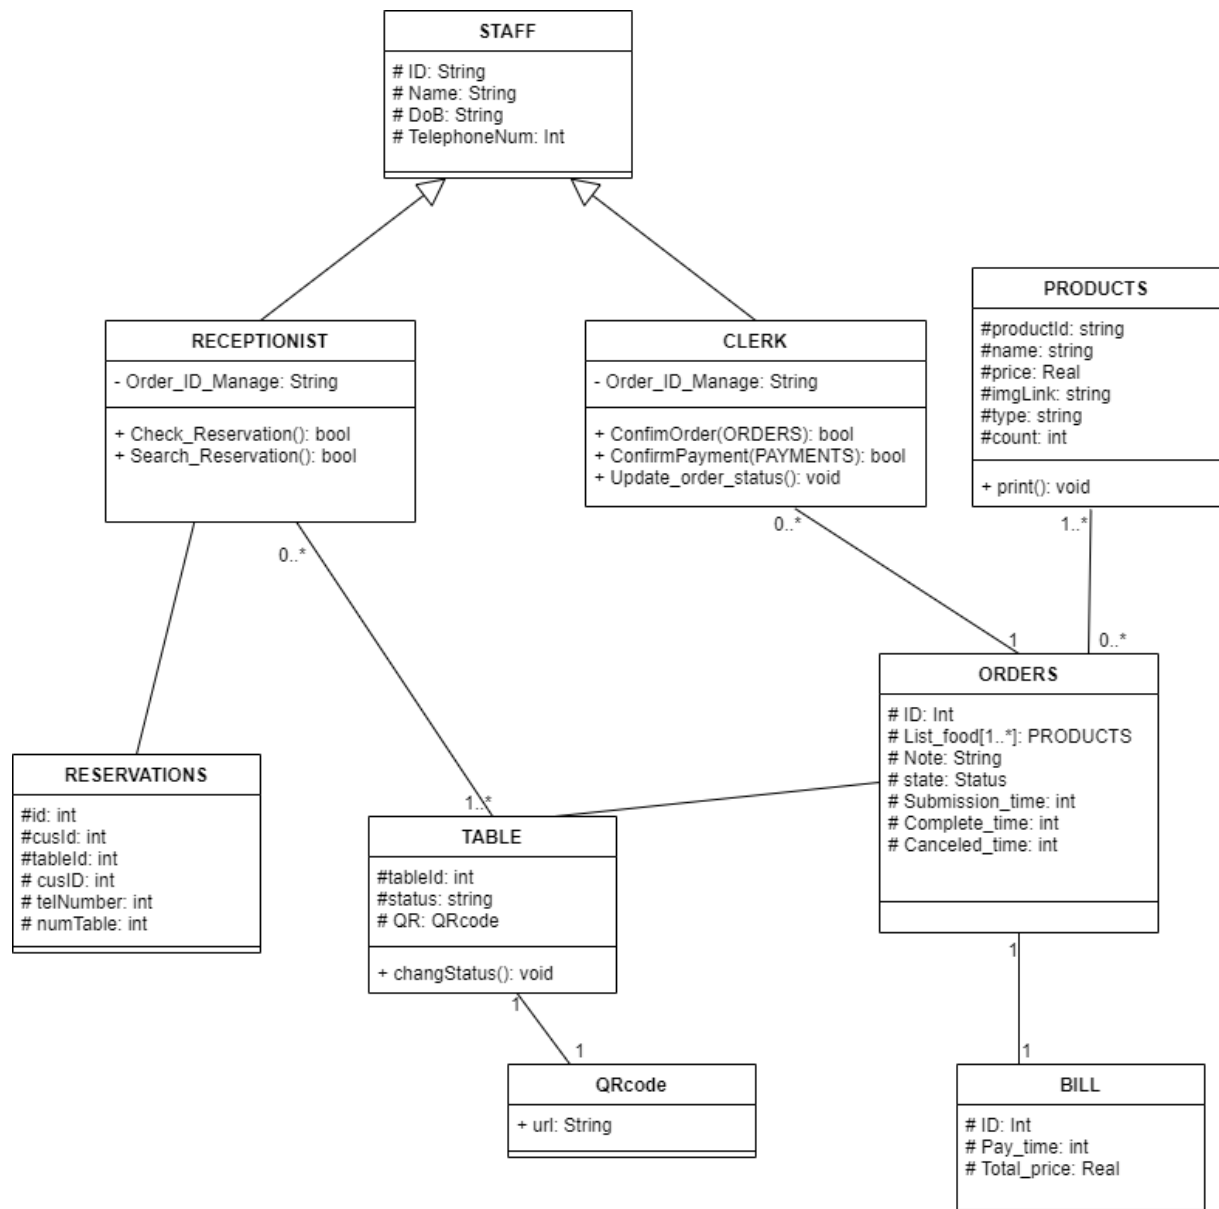 STAFF
# ID: String
# Name: String
# DoB: String
# TelephoneNum: Int
RECEPTIONIST
- Order_ID_Manage: String
+ Check_Reservation(): bool
+ Search_Reservation(): bool
0..*
CLERK
- Order_ID_Manage: String
+ ConfimOrder(ORDERS): bool
+ ConfirmPayment(PAYMENTS): bool
+ Update_order_status(): void
0..*
PRODUCTS
#productId: string
#name: string
#price: Real
#imgLink: string
#type: string
#count: int
+ print(): void
1..*
1
0..*
ORDERS
# ID: Int
# List_food[1..*]: PRODUCTS
# Note: String
# state: Status
# Submission_time: int
# Complete_time: int
# Canceled_time: int
1
RESERVATIONS
#id: int
#cusId: int
#tableId: int
# cusID: int
# telNumber: int
# numTable: int
1..*
TABLE
#tableId: int
#status: string
# QR: QRcode
+ changStatus(): void
1
1
QRcode
+ url: String
1
BILL
# ID: Int
# Pay_time: int
# Total_price: Real